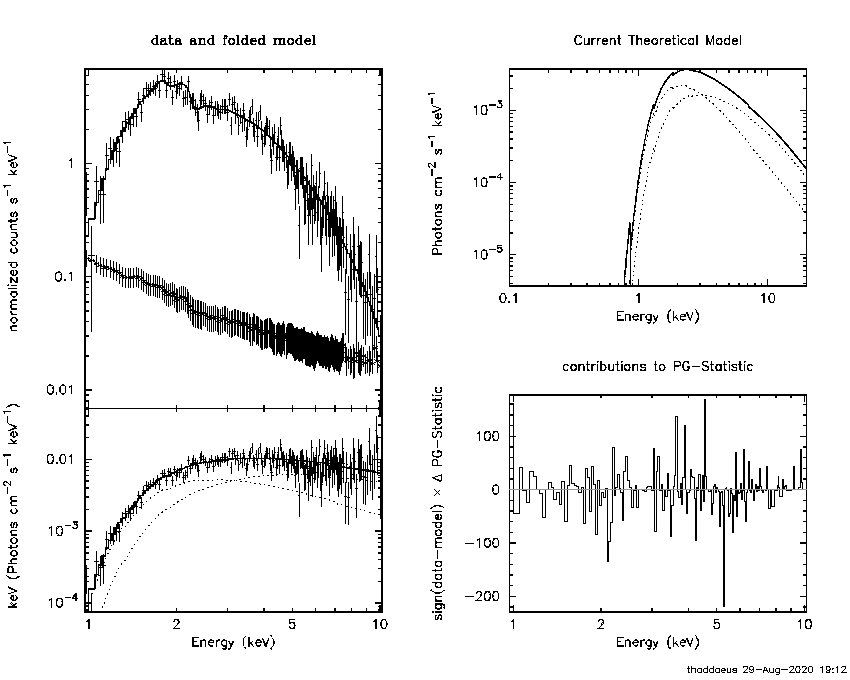 data and folded model
normalized counts s⁻¹ keV⁻¹
1
0.1
0.01
keV (Photons cm⁻² s⁻¹ keV⁻¹)
0.01
10⁻³
10⁻⁴
1 2 5 10
Energy (keV)
Current Theoretical Model
Photons cm⁻² s⁻¹ keV⁻¹
10⁻³
10⁻⁴
10⁻⁵
0.1 1 10
Energy (keV)
contributions to PG−Statistic
sign(data−model) × Δ PG−Statistic
100
0
−100
−200
1 2 5 10
Energy (keV)
thaddaeus 29−Aug−2020 19:12